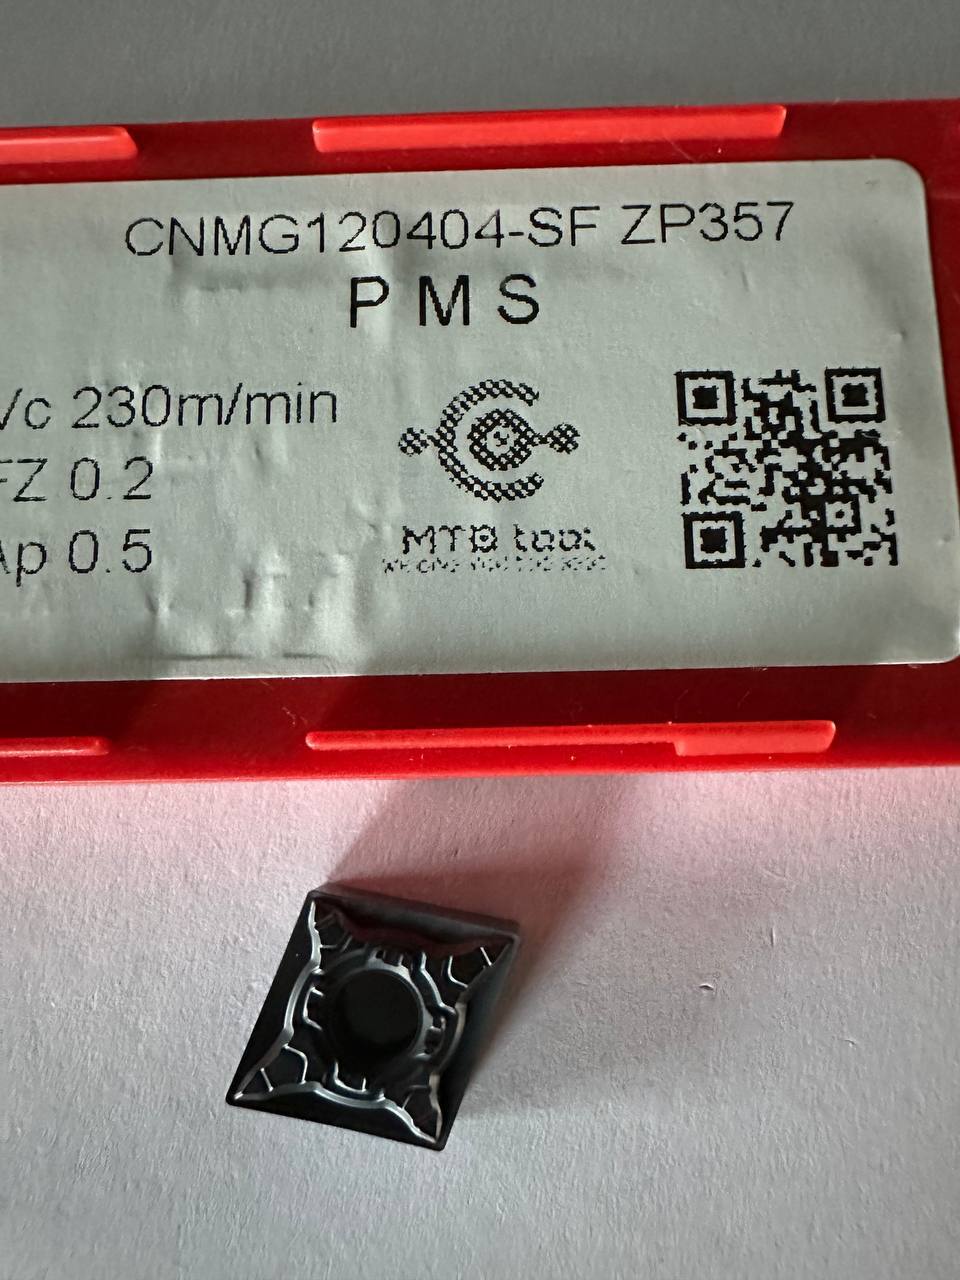 CNMG120404-SF ZP357
P M S
Vc 230m/min
FZ 0.2
Ap 0.5
MTB tool